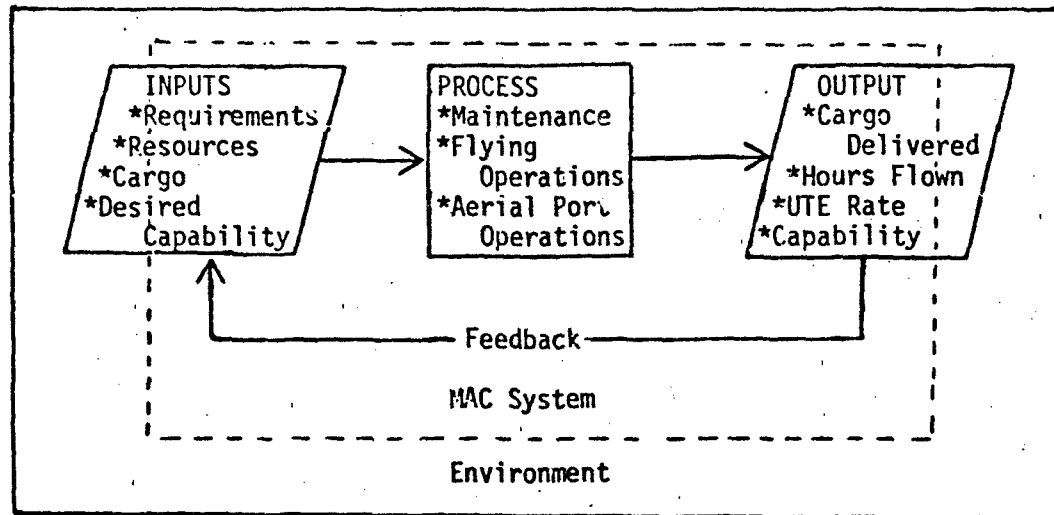 INPUTS
*Requirements
*Resources
*Cargo
*Desired
Capability
PROCESS
*Maintenance
*Flying
Operations
*Aerial Port
Operations
OUTPUT
*Cargo
Delivered
*Hours Flown
*UTE Rate
*Capability
Feedback
MAC System
Environment